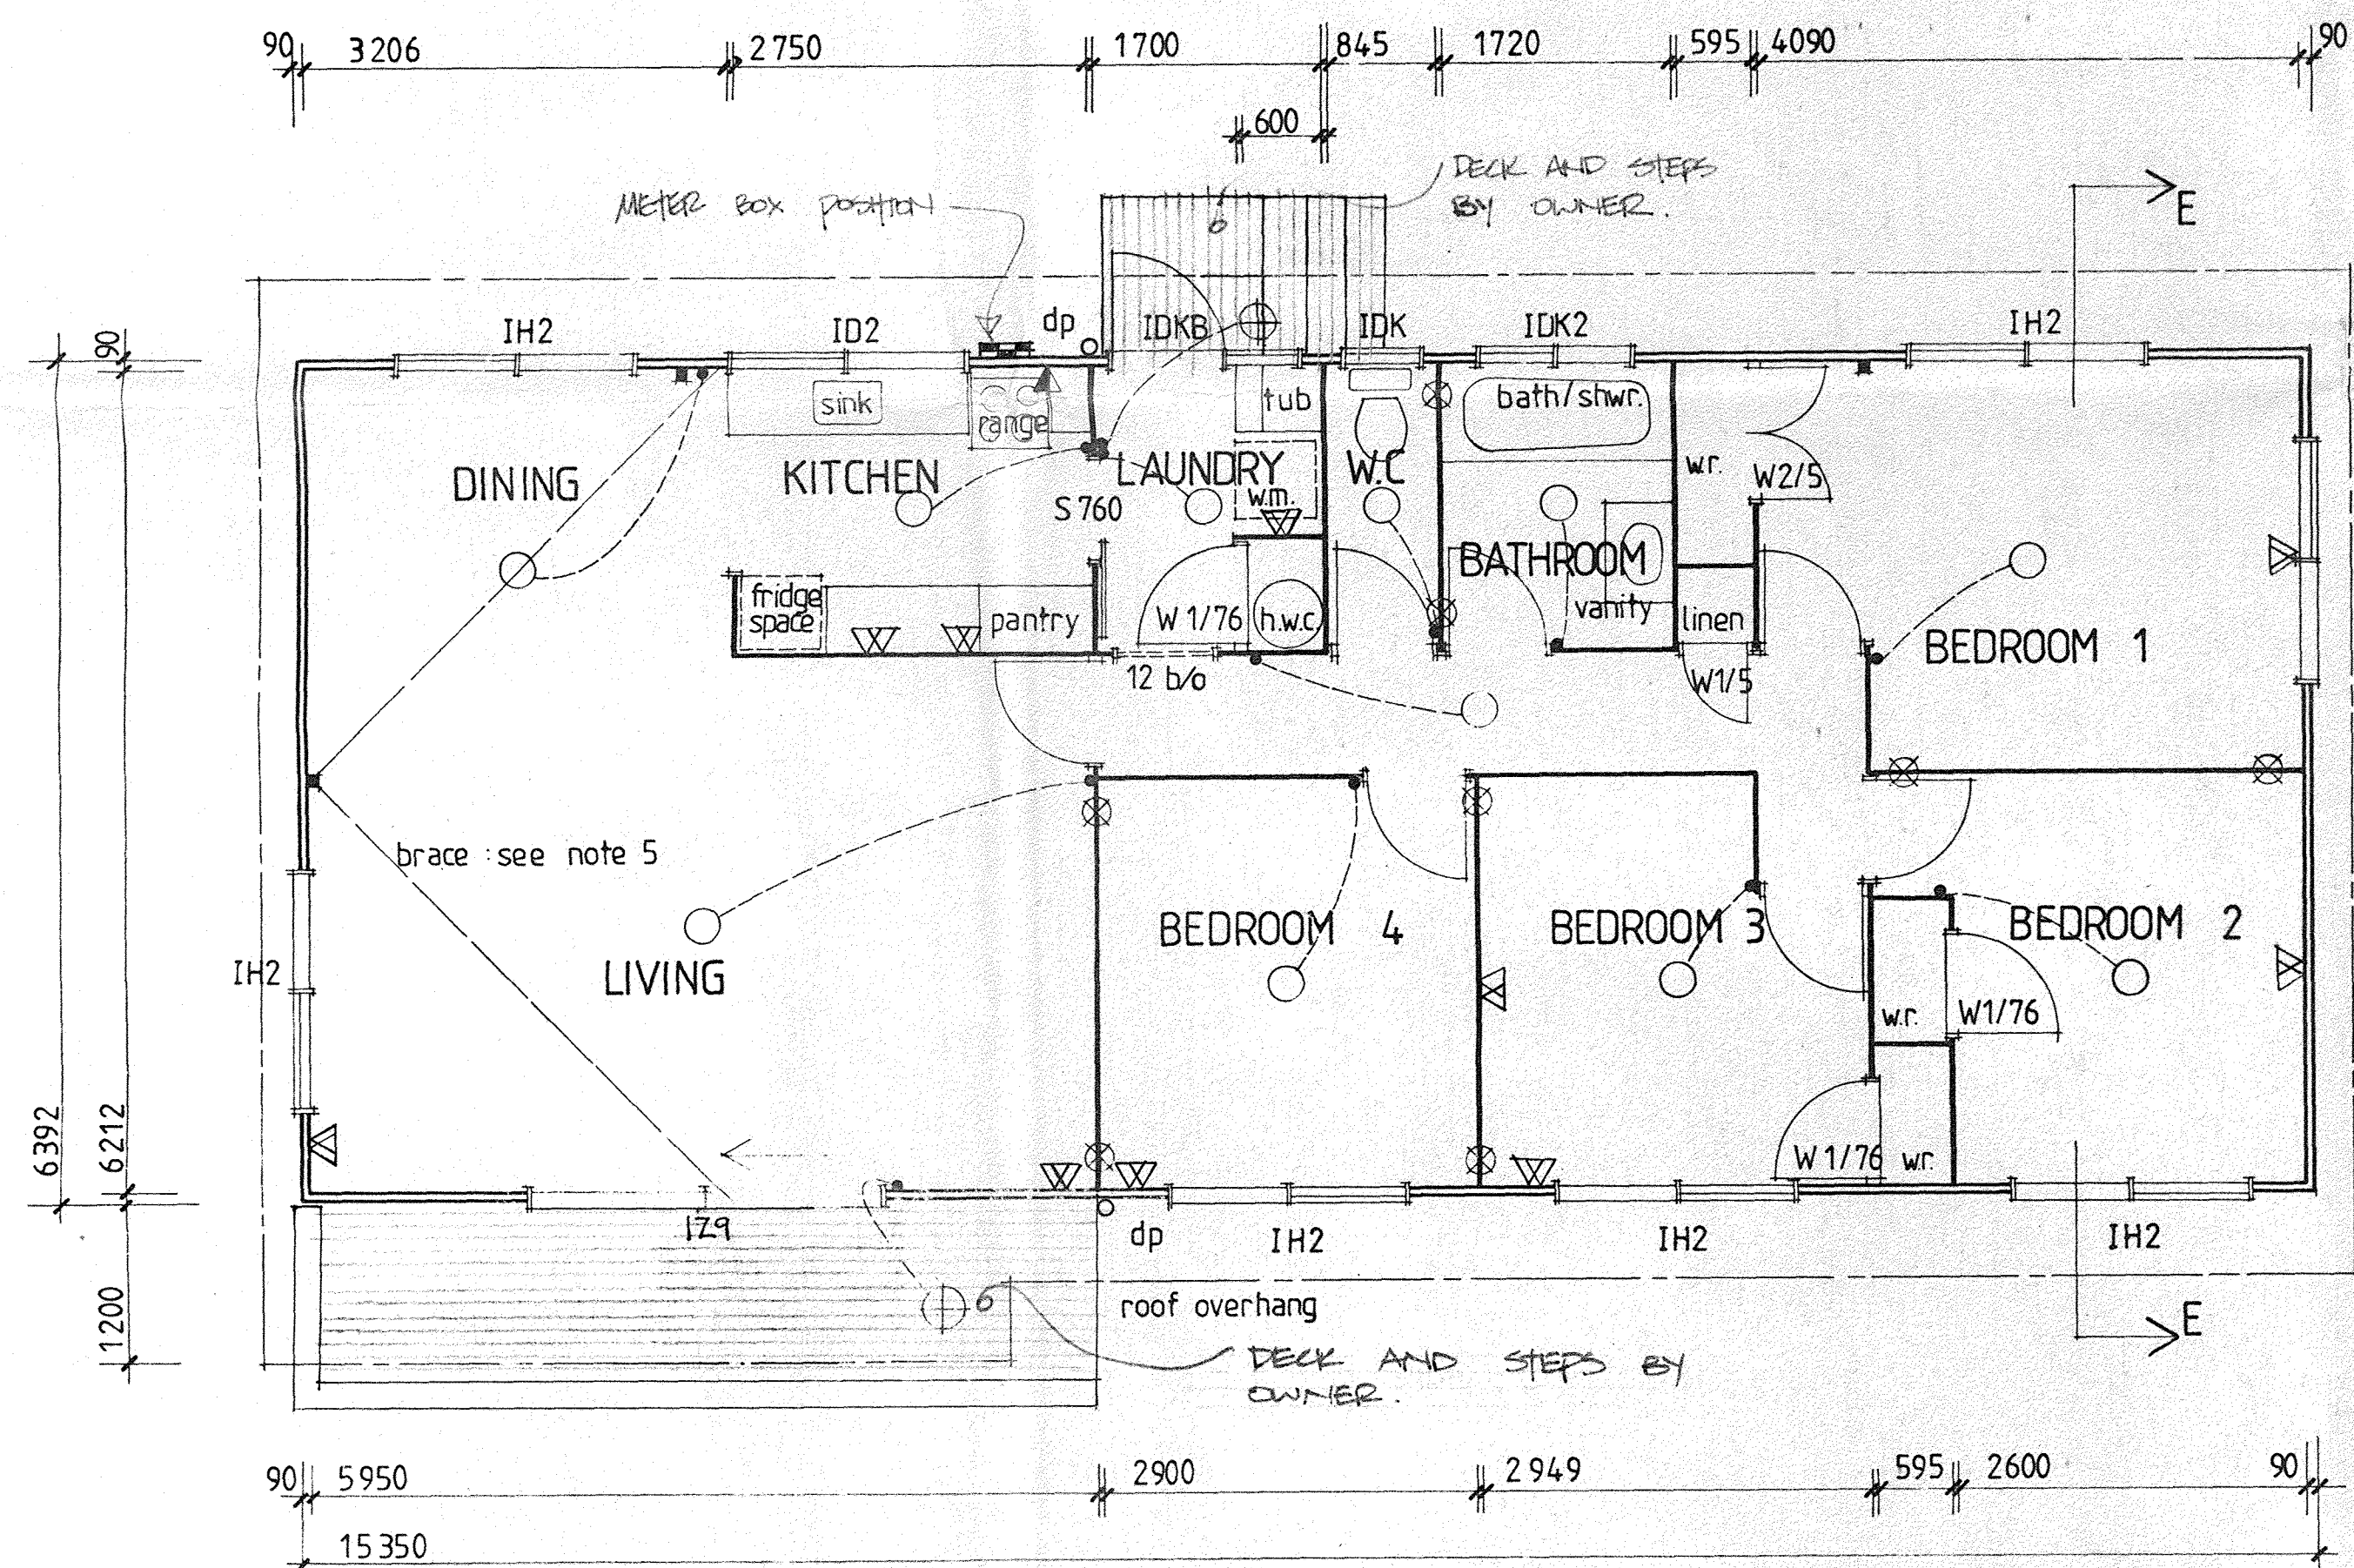 90 3206 2750 1700 845 1720 595 4090 90
600
DECK AND STEPS
BY OWNER.
METER BOX POSITION
E
IH2 ID2 dp IDKB IDK IDK2 IH2
90
sink range tub bath/shwr.
DINING KITCHEN LAUNDRY W.C w.r. W2/5
w.m.
S760
BATHROOM
fridge
space pantry W1/76 h.w.c. vanity linen
BEDROOM 1
12 b/o W1/5
brace : see note 5
BEDROOM 4 BEDROOM 3 BEDROOM 2
IH2 LIVING
w.r. W1/76
6392 6212
W1/76 w.r.
1Z9 dp IH2 IH2 IH2
1200
roof overhang
E
DECK AND STEPS BY
OWNER.
90 5950 2900 2949 595 2600 90
15350